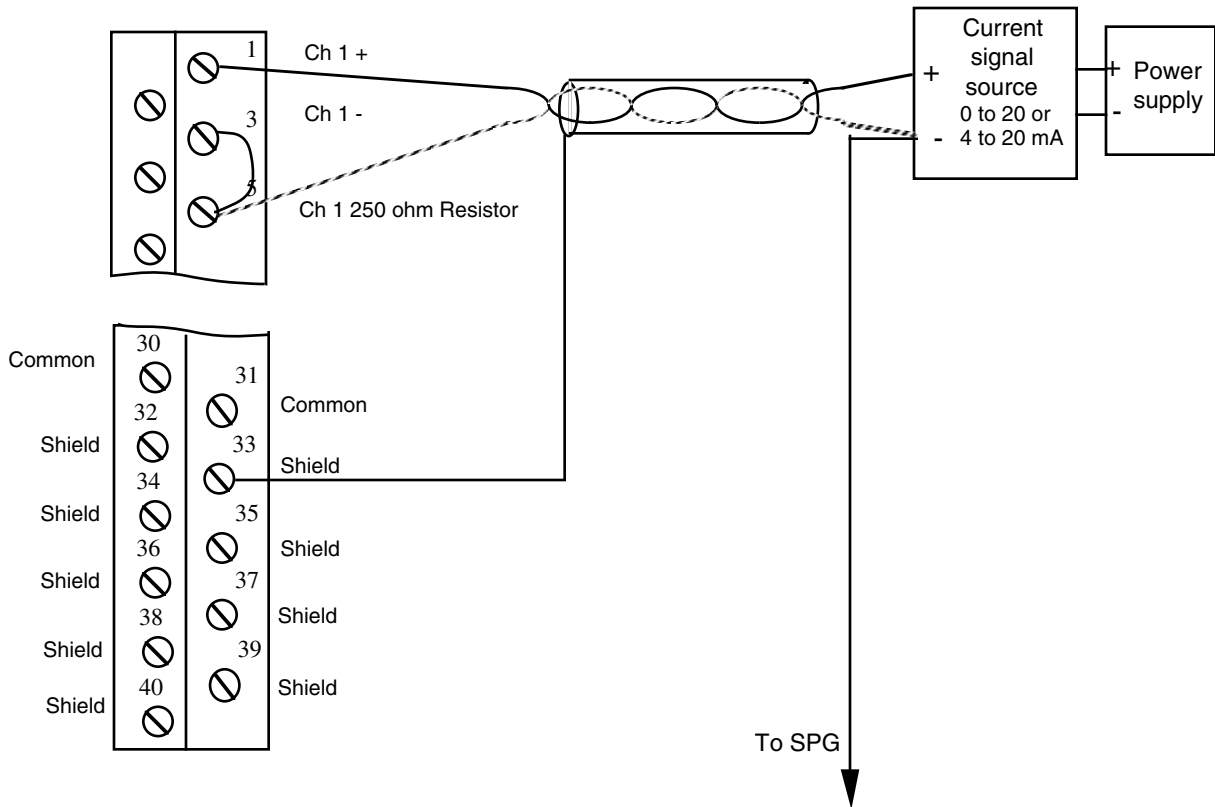 1
Ch 1 +
Ch 1 -
3
5
Ch 1 250 ohm Resistor
+
-
Current
signal
source
0 to 20 or
4 to 20 mA
+
-
Power
supply
30
Common
31
Common
32
Shield
33
Shield
34
Shield
35
Shield
36
Shield
37
Shield
38
Shield
39
Shield
40
Shield
To SPG